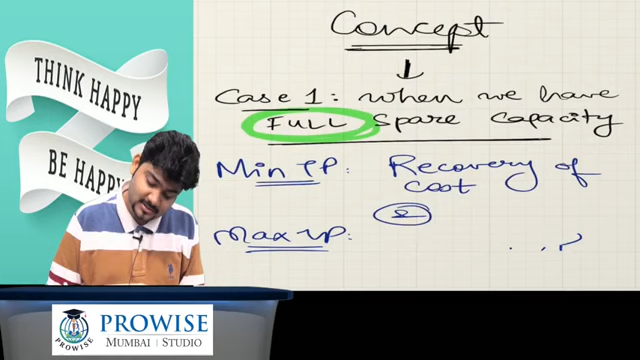 THINK HAPPY
BE HAPPY
Concept
Case 1: when we have
FULL Spare Capacity
Min TP: Recovery of
cost
Max TP:
PROWISE
PROWISE
MUMBAI | STUDIO